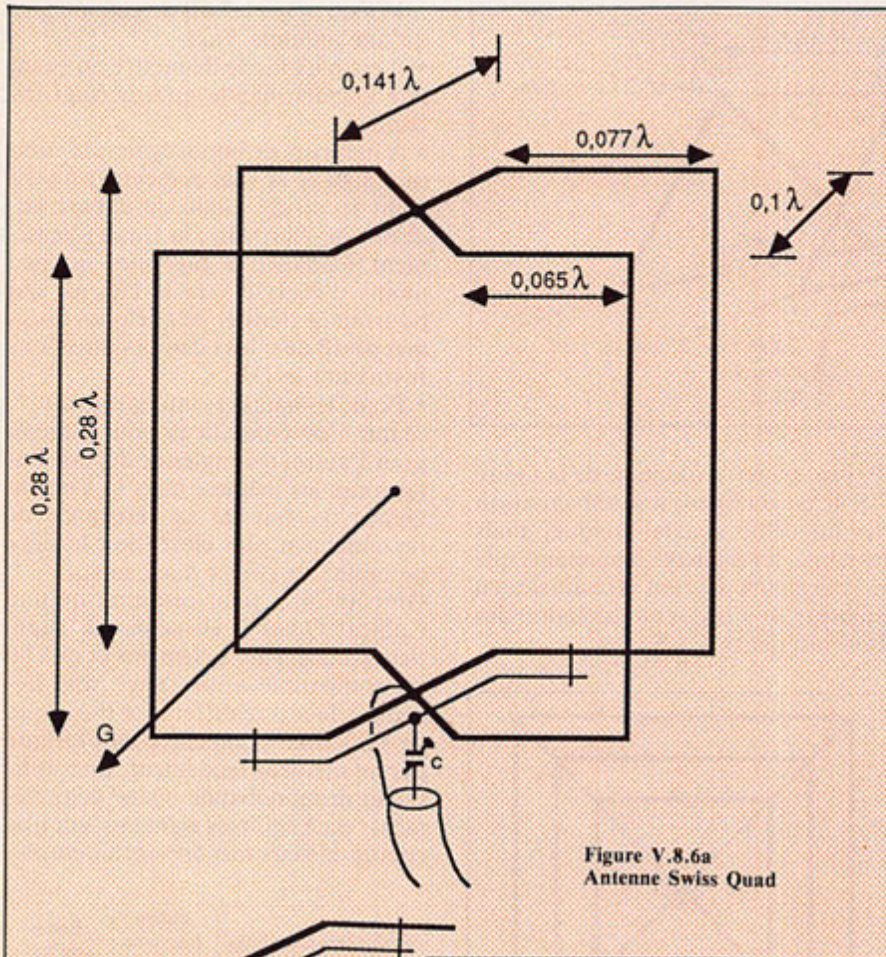 0,141 λ
0,077 λ
0,1 λ
0,065 λ
0,28 λ
0,28 λ
G
c
Figure V.8.6a
Antenne Swiss Quad